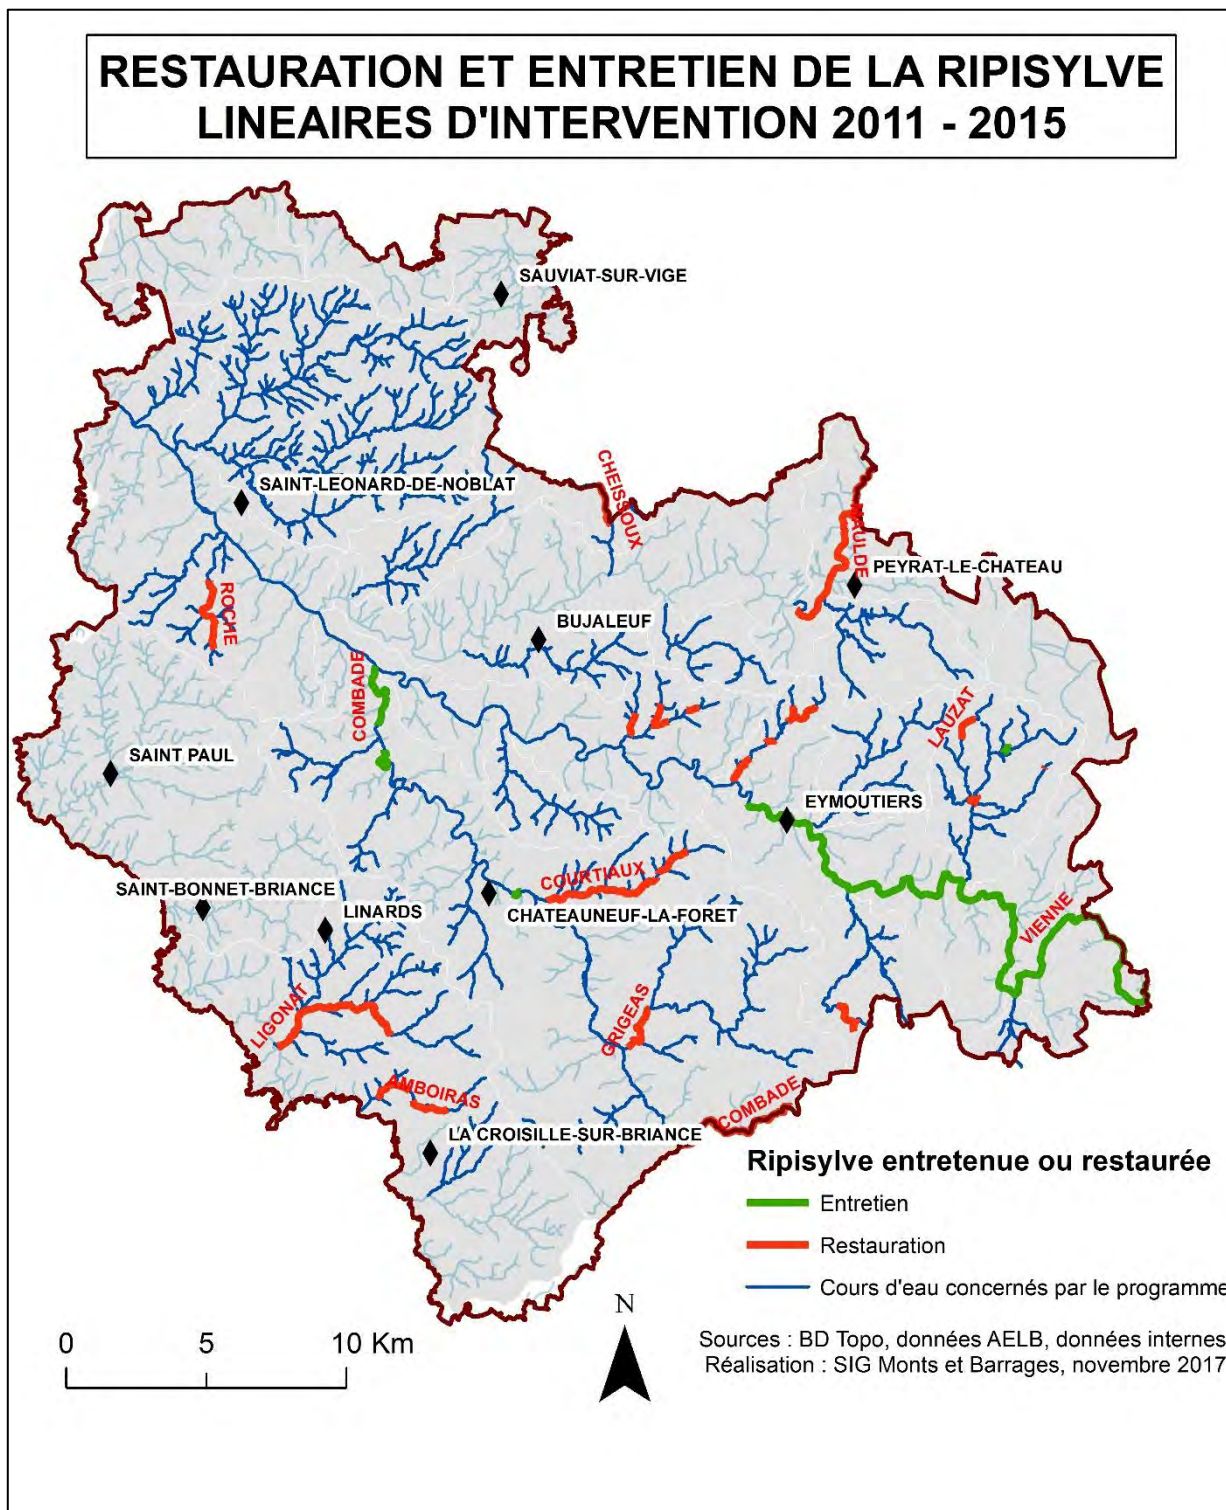 RESTAURATION ET ENTRETIEN DE LA RIPISYLVE
LINEAIRES D'INTERVENTION 2011 - 2015
SAUVIAT-SUR-VIGE
CHEISSOUX
SAINT-LEONARD-DE-NOBLAT
MAULDE
PEYRAT-LE-CHATEAU
ROCHE
BUJALEUF
COMBADE
LAUZAT
SAINT PAUL
EYMOUTIERS
COURTIAUX
SAINT-BONNET-BRIANCE
LINARDS
CHATEAUNEUF-LA-FORET
VIENNE
LIGONAT
GRIGEAS
AMBOIRAS
COMBADE
LA CROISILLE-SUR-BRIANCE
Ripisylve entretenue ou restaurée
Entretien
Restauration
Cours d'eau concernés par le programme
N
0 5 10 Km
Sources : BD Topo, données AELB, données internes
Réalisation : SIG Monts et Barrages, novembre 2017